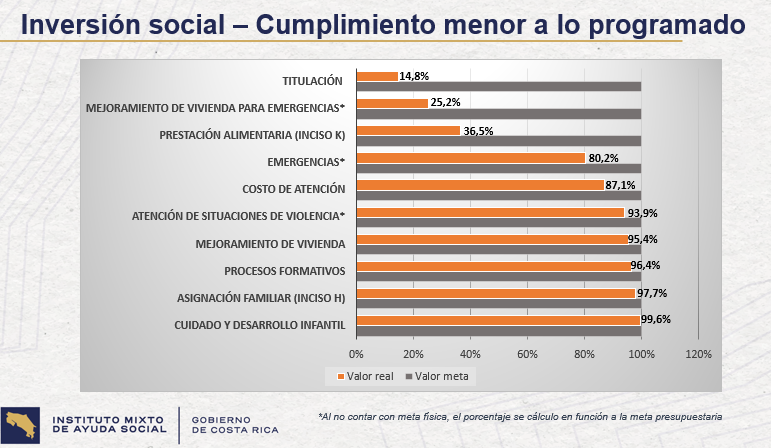 Inversión social – Cumplimiento menor a lo programado
TITULACIÓN 14,8%
MEJORAMIENTO DE VIVIENDA PARA EMERGENCIAS* 25,2%
PRESTACIÓN ALIMENTARIA (INCISO K) 36,5%
EMERGENCIAS* 80,2%
COSTO DE ATENCIÓN 87,1%
ATENCIÓN DE SITUACIONES DE VIOLENCIA* 93,9%
MEJORAMIENTO DE VIVIENDA 95,4%
PROCESOS FORMATIVOS 96,4%
ASIGNACIÓN FAMILIAR (INCISO H) 97,7%
CUIDADO Y DESARROLLO INFANTIL 99,6%
0% 20% 40% 60% 80% 100% 120%
Valor real Valor meta
*Al no contar con meta física, el porcentaje se cálculo en función a la meta presupuestaria
INSTITUTO MIXTO
DE AYUDA SOCIAL
GOBIERNO
DE COSTA RICA